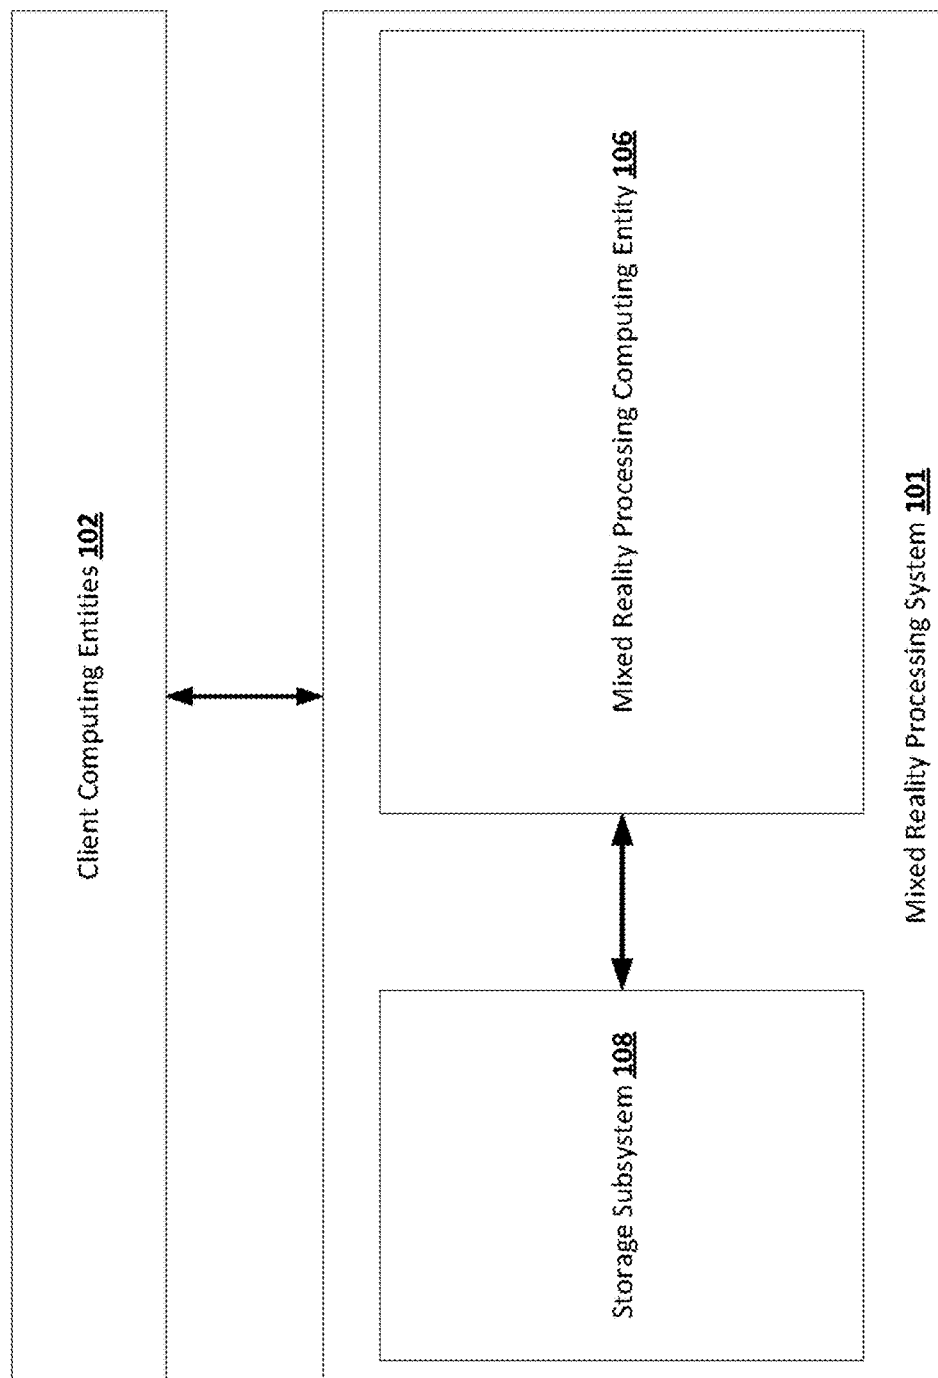 Client Computing Entities 102
Mixed Reality Processing Computing Entity 106
Storage Subsystem 108
Mixed Reality Processing System 101